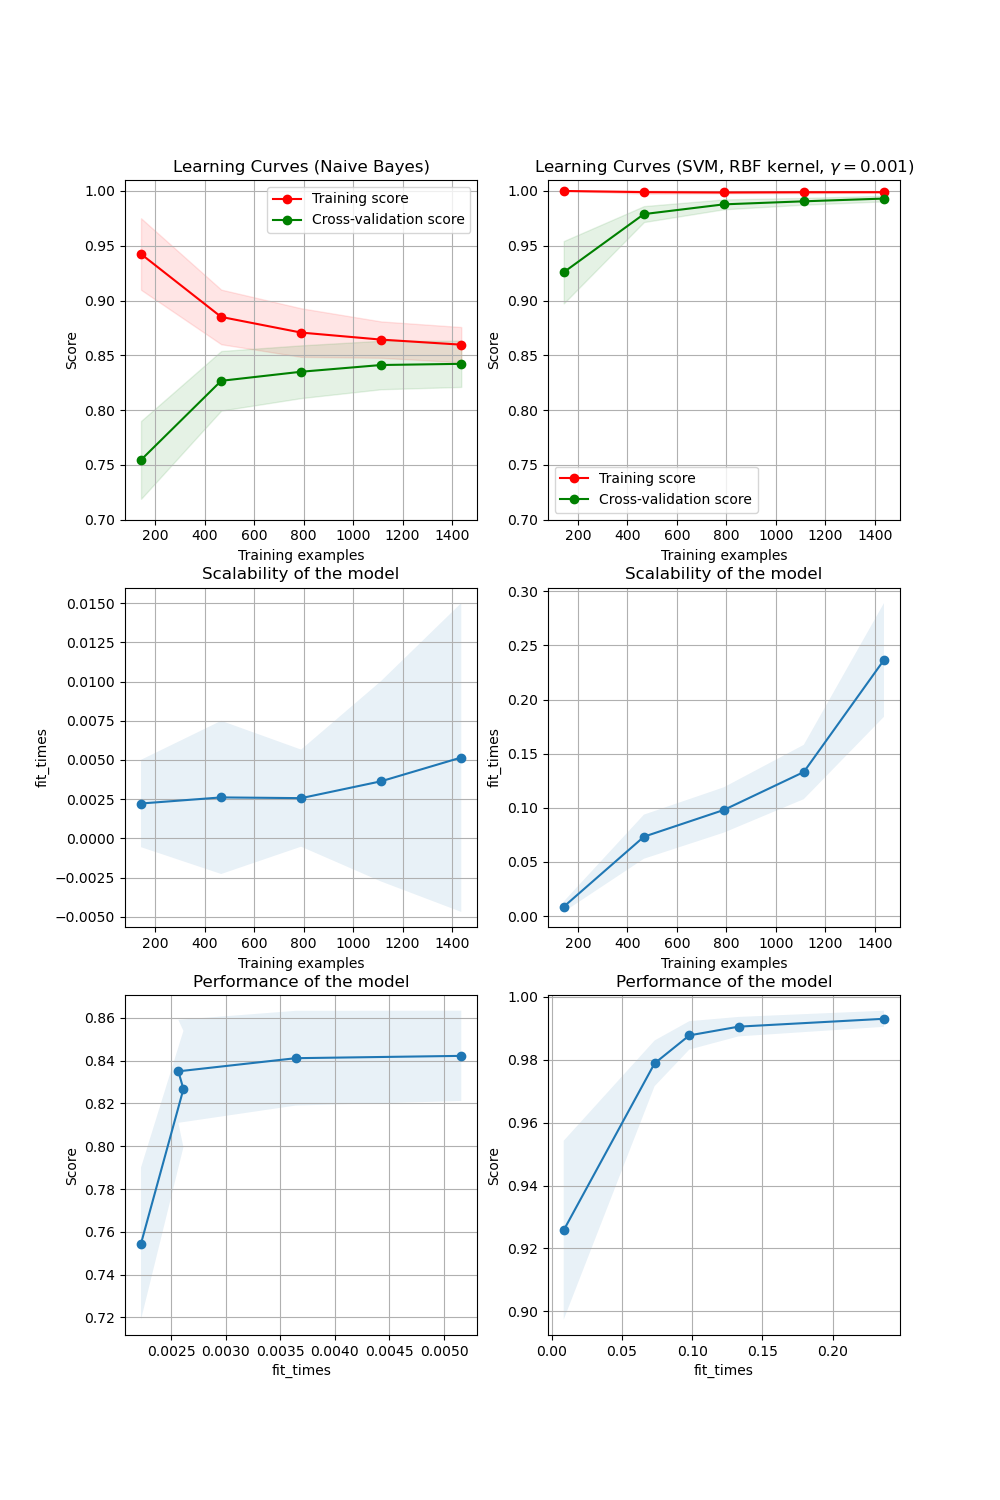 Learning Curves (Naive Bayes)
1.00
0.95
0.90
0.85
0.80
0.75
0.70
Score
Training score
Cross-validation score
200 400 600 800 1000 1200 1400
Training examples
Learning Curves (SVM, RBF kernel, γ = 0.001)
1.00
0.95
0.90
0.85
0.80
0.75
0.70
Score
Training score
Cross-validation score
200 400 600 800 1000 1200 1400
Training examples
Scalability of the model
0.0150
0.0125
0.0100
0.0075
0.0050
0.0025
0.0000
−0.0025
−0.0050
fit_times
200 400 600 800 1000 1200 1400
Training examples
Scalability of the model
0.30
0.25
0.20
0.15
0.10
0.05
0.00
fit_times
200 400 600 800 1000 1200 1400
Training examples
Performance of the model
0.86
0.84
0.82
0.80
0.78
0.76
0.74
0.72
Score
0.0025 0.0030 0.0035 0.0040 0.0045 0.0050
fit_times
Performance of the model
1.00
0.98
0.96
0.94
0.92
0.90
Score
0.00 0.05 0.10 0.15 0.20
fit_times